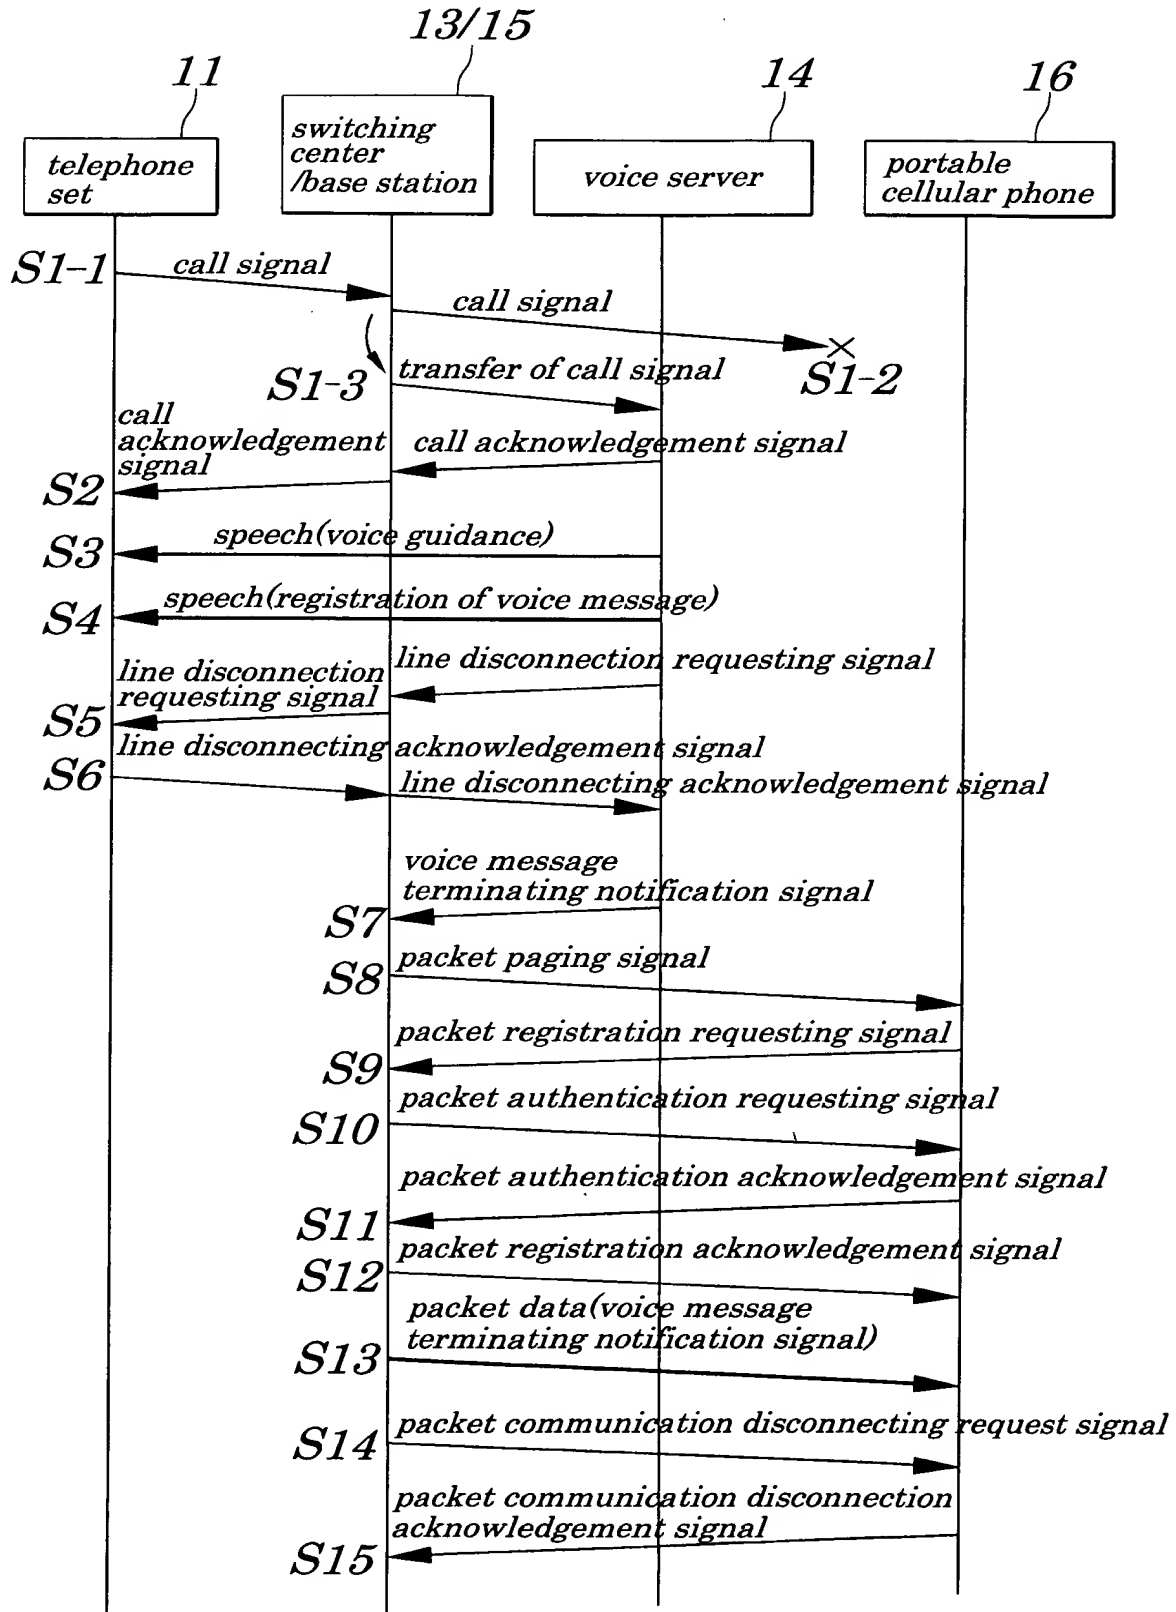 13/15
11
14
16
telephone
set
switching
center
/base station
voice server
portable
cellular phone
S1-1
call signal
call signal
S1-2
S1-3
transfer of call signal
call
acknowledgement
signal
call acknowledgement signal
S2
S3
speech(voice guidance)
S4
speech(registration of voice message)
line disconnection
requesting signal
line disconnection requesting signal
S5
line disconnecting acknowledgement signal
S6
line disconnecting acknowledgement signal
voice message
terminating notification signal
S7
packet paging signal
S8
packet registration requesting signal
S9
packet authentication requesting signal
S10
packet authentication acknowledgement signal
S11
packet registration acknowledgement signal
S12
packet data(voice message
terminating notification signal)
S13
packet communication disconnecting request signal
S14
packet communication disconnection
acknowledgement signal
S15